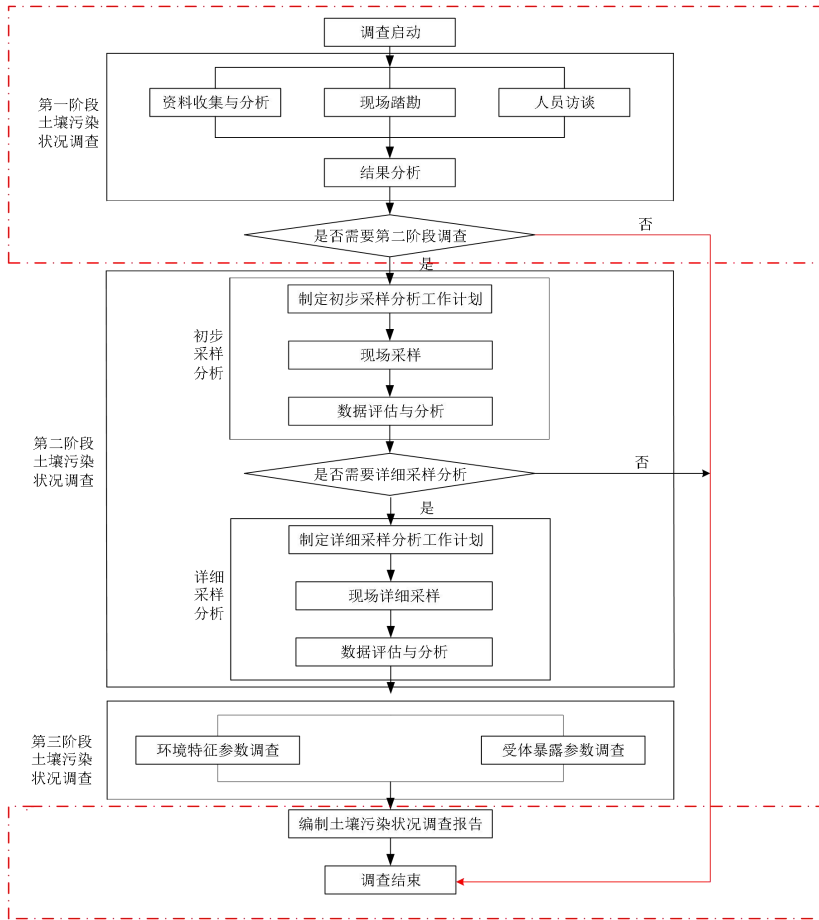 调查启动
第一阶段
土壤污染
状况调查
资料收集与分析
现场踏勘
人员访谈
结果分析
是否需要第二阶段调查
否
是
制定初步采样分析工作计划
初步
采样
分析
现场采样
数据评估与分析
第二阶段
土壤污染
状况调查
是否需要详细采样分析
否
是
制定详细采样分析工作计划
详细
采样
分析
现场详细采样
数据评估与分析
第三阶段
土壤污染
状况调查
环境特征参数调查
受体暴露参数调查
编制土壤污染状况调查报告
调查结束